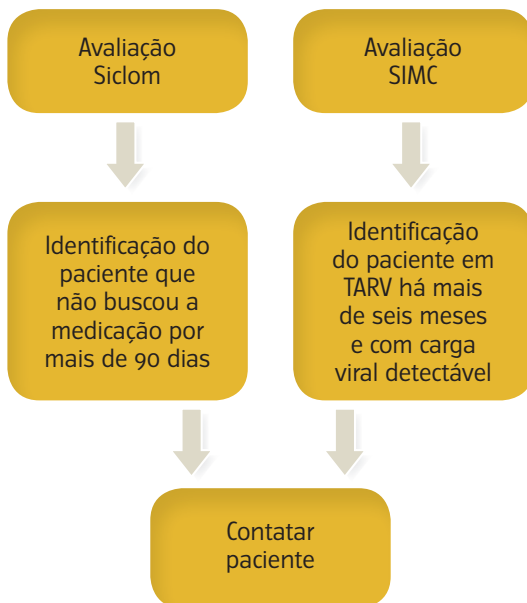 Avaliação
Siclom
Avaliação
SIMC
Identificação do
paciente que
não buscou a
medicação por
mais de 90 dias
Identificação
do paciente em
TARV há mais
de seis meses
e com carga
viral detectável
Contatar
paciente